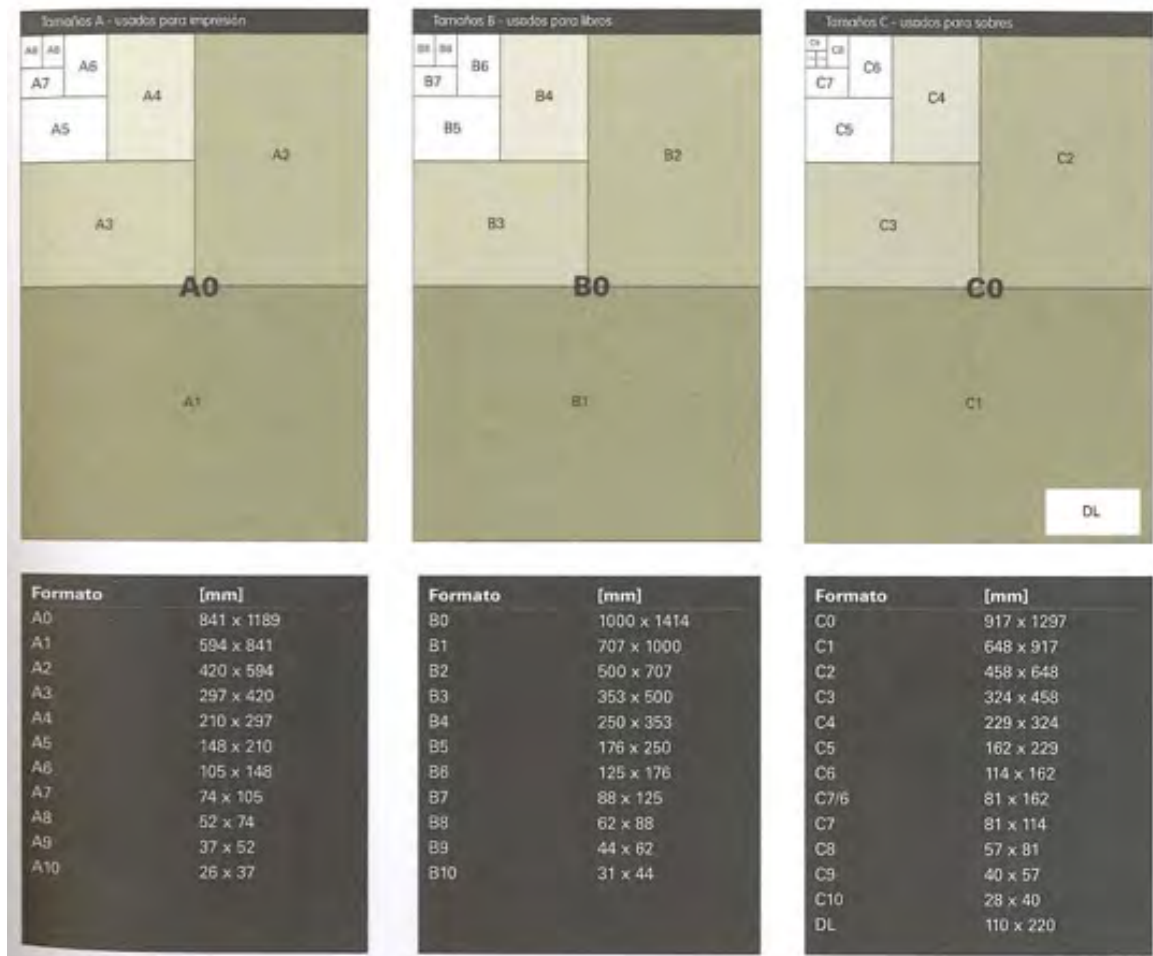 Tamaños A - usados para impresión
A6
A7
A4
A5
A2
A3
A0
A1
Tamaños B - usados para libros
B6
B7
B4
B5
B2
B3
B0
B1
Tamaños C - usados para sobres
C8
C6
C7
C4
C5
C2
C3
C0
C1
DL
Formato [mm]
A0 841 x 1189
A1 594 x 841
A2 420 x 594
A3 297 x 420
A4 210 x 297
A5 148 x 210
A6 105 x 148
A7 74 x 105
A8 52 x 74
A9 37 x 52
A10 26 x 37
Formato [mm]
B0 1000 x 1414
B1 707 x 1000
B2 500 x 707
B3 353 x 500
B4 250 x 353
B5 176 x 250
B6 125 x 176
B7 88 x 125
B8 62 x 88
B9 44 x 62
B10 31 x 44
Formato [mm]
C0 917 x 1297
C1 648 x 917
C2 458 x 648
C3 324 x 458
C4 229 x 324
C5 162 x 229
C6 114 x 162
C7/6 81 x 162
C7 81 x 114
C8 57 x 81
C9 40 x 57
C10 28 x 40
DL 110 x 220